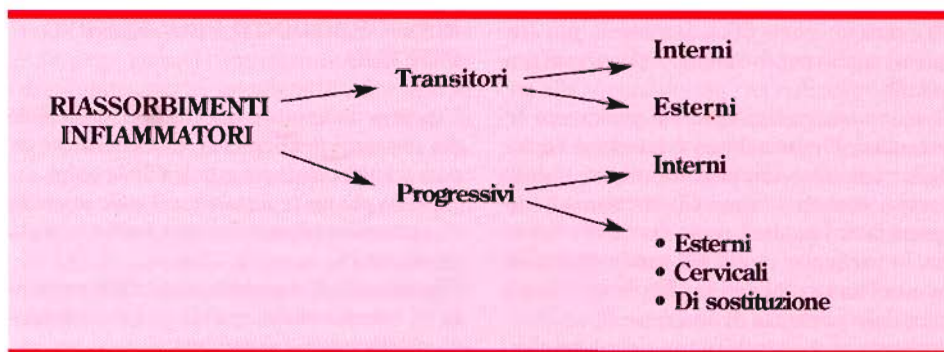 RIASSORBIMENTI
INFIAMMATORI
Transitori
Interni
Esterni
Progressivi
Interni
• Esterni
• Cervicali
• Di sostituzione